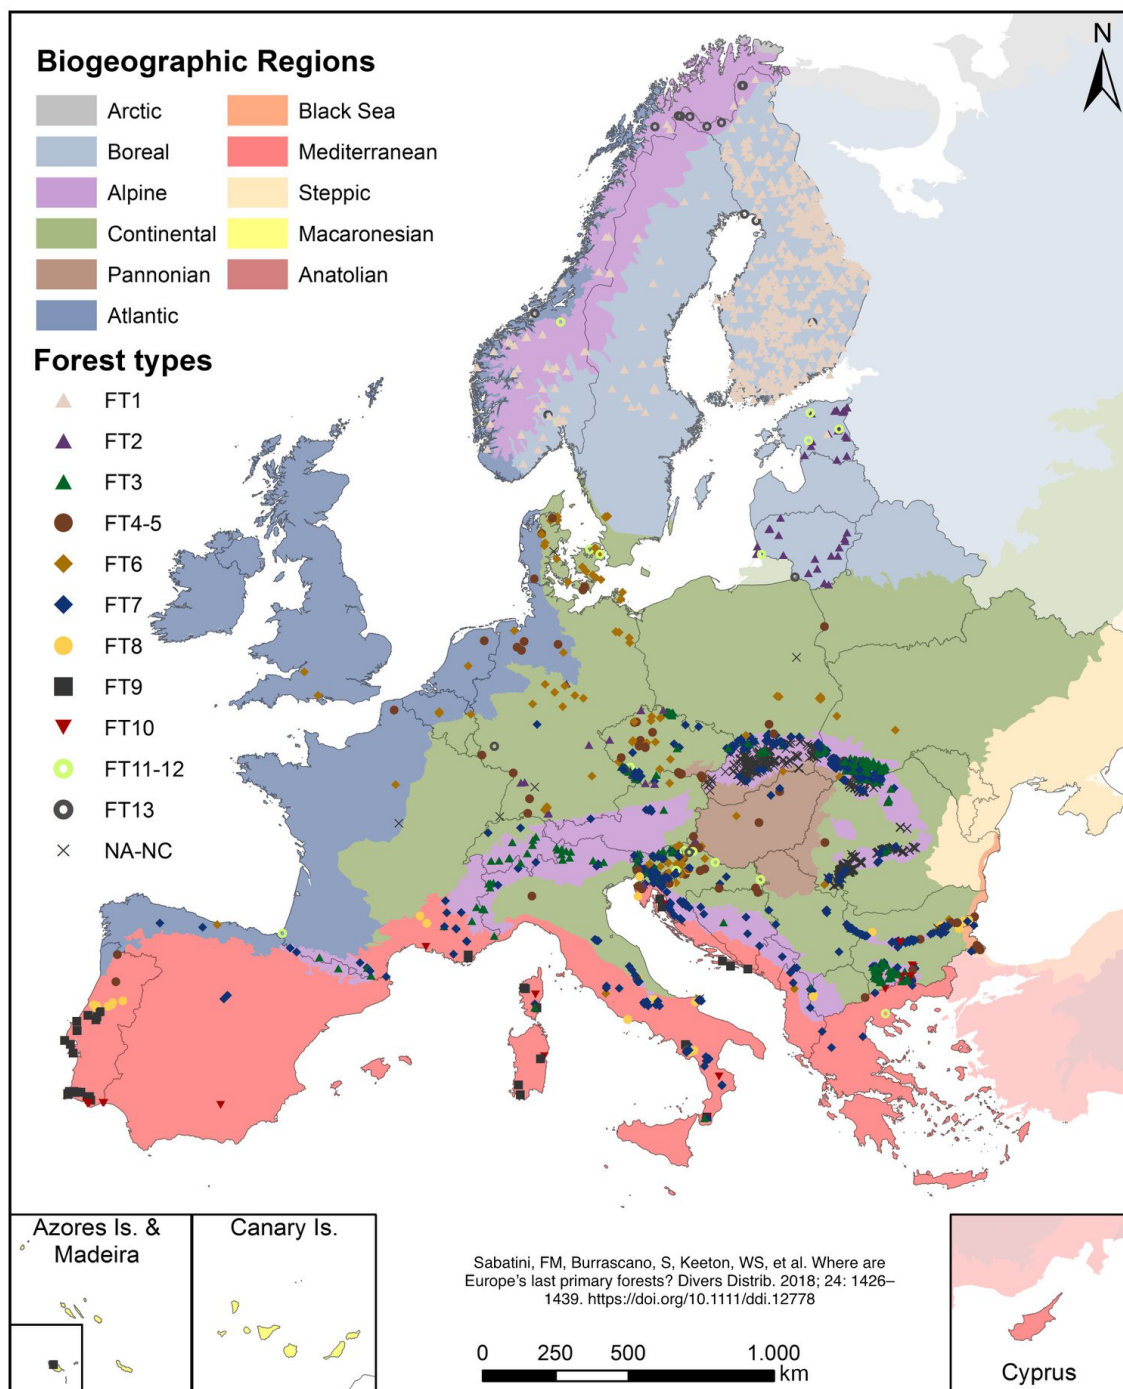 N
Biogeographic Regions
Arctic
Boreal
Alpine
Continental
Pannonian
Atlantic
Black Sea
Mediterranean
Steppic
Macaronesian
Anatolian
Forest types
FT1
FT2
FT3
FT4-5
FT6
FT7
FT8
FT9
FT10
FT11-12
FT13
NA-NC
Azores Is. &
Madeira
Canary Is.
Sabatini, FM, Burrascano, S, Keeton, WS, et al. Where are
Europe's last primary forests? Divers Distrib. 2018; 24: 1426–
1439. https://doi.org/10.1111/ddi.12778
0 250 500 1.000
km
Cyprus